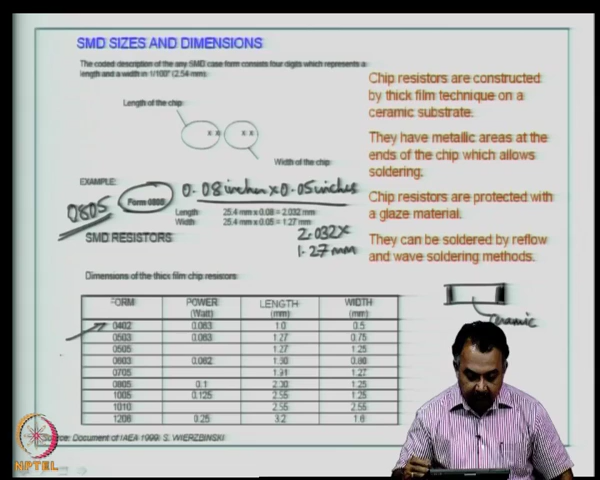 SMD SIZES AND DIMENSIONS
The coded description of the any SMD case form consists four digits which represents a
length and a width in 1/100" (2.54 mm).
Length of the chip
x x
x x
Width of the chip
EXAMPLE:
0805
Form 0805
0.08 inches x 0.05 inches
Length: 25.4 mm x 0.08 = 2.032 mm
Width: 25.4 mm x 0.05 = 1.27 mm
2.032 x
1.27 mm
SMD RESISTORS
Chip resistors are constructed
by thick film technique on a
ceramic substrate.
They have metallic areas at the
ends of the chip which allows
soldering.
Chip resistors are protected with
a glaze material.
They can be soldered by reflow
and wave soldering methods.
ceramic
Dimensions of the thics film chip resistors
FORM POWER (Watt) LENGTH (mm) WIDTH (mm)
0402 0.063 1.0 0.5
0503 0.063 1.27 0.75
0505 1.27 1.25
0603 0.062 1.60 0.80
0705 1.91 1.27
0805 0.1 2.00 1.25
1005 0.125 2.55 1.25
1010 2.55 2.55
1206 0.25 3.2 1.6
Source: Document of IAEA 1999: S. WIERZBINSKI
NPTEL